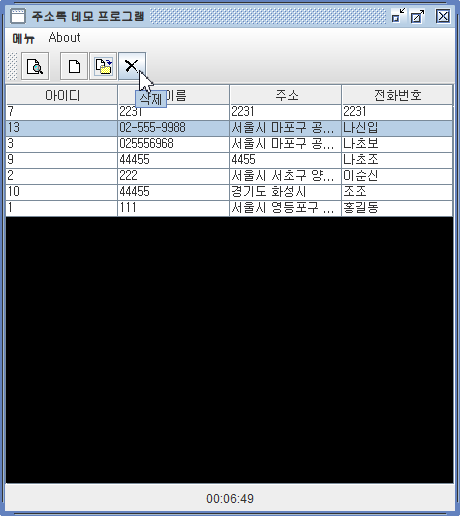 주소록 데모 프로그램
메뉴 About
삭제
아이디 이름 주소 전화번호
7 2231 2231 2231
13 02-555-9988 서울시 마포구 공... 나신입
3 025556968 서울시 마포구 공... 나초보
9 44455 4455 나초조
2 222 서울시 서초구 양... 이순신
10 44455 경기도 화성시 조조
1 111 서울시 영등포구 ... 홍길동
00:06:49